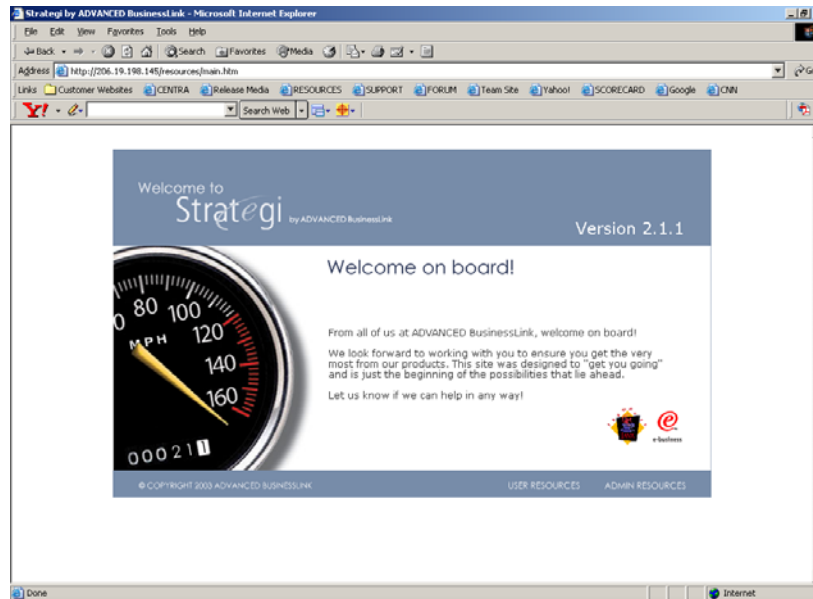 Strategi by ADVANCED BusinessLink - Microsoft Internet Explorer
File Edit View Favorites Tools Help
Back Search Favorites Media
Address http://206.19.198.145/resources/main.htm
Links Customer Websites CENTRA Release Media RESOURCES SUPPORT FORUM Team Site Yahoo! SCORECARD Google CNN
Y! Search Web
Welcome to
Strategi by ADVANCED BusinessLink
Version 2.1.1
Welcome on board!
80 100
120
MPH
140
160
000211
From all of us at ADVANCED BusinessLink, welcome on board!
We look forward to working with you to ensure you get the very
most from our products. This site was designed to "get you going"
and is just the beginning of the possibilities that lie ahead.
Let us know if we can help in any way!
e-business
© COPYRIGHT 2003 ADVANCED BUSINESSLINK USER RESOURCES ADMIN RESOURCES
Done Internet